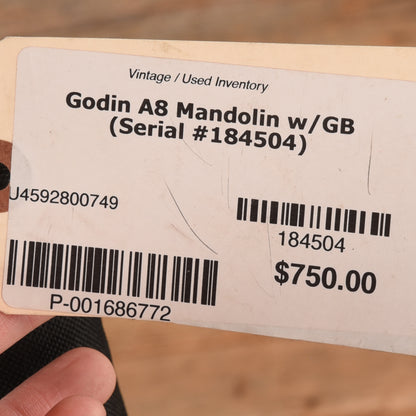 Vintage / Used Inventory
Godin A8 Mandolin w/GB
(Serial #184504)
J4592800749
184504
$750.00
P-001686772